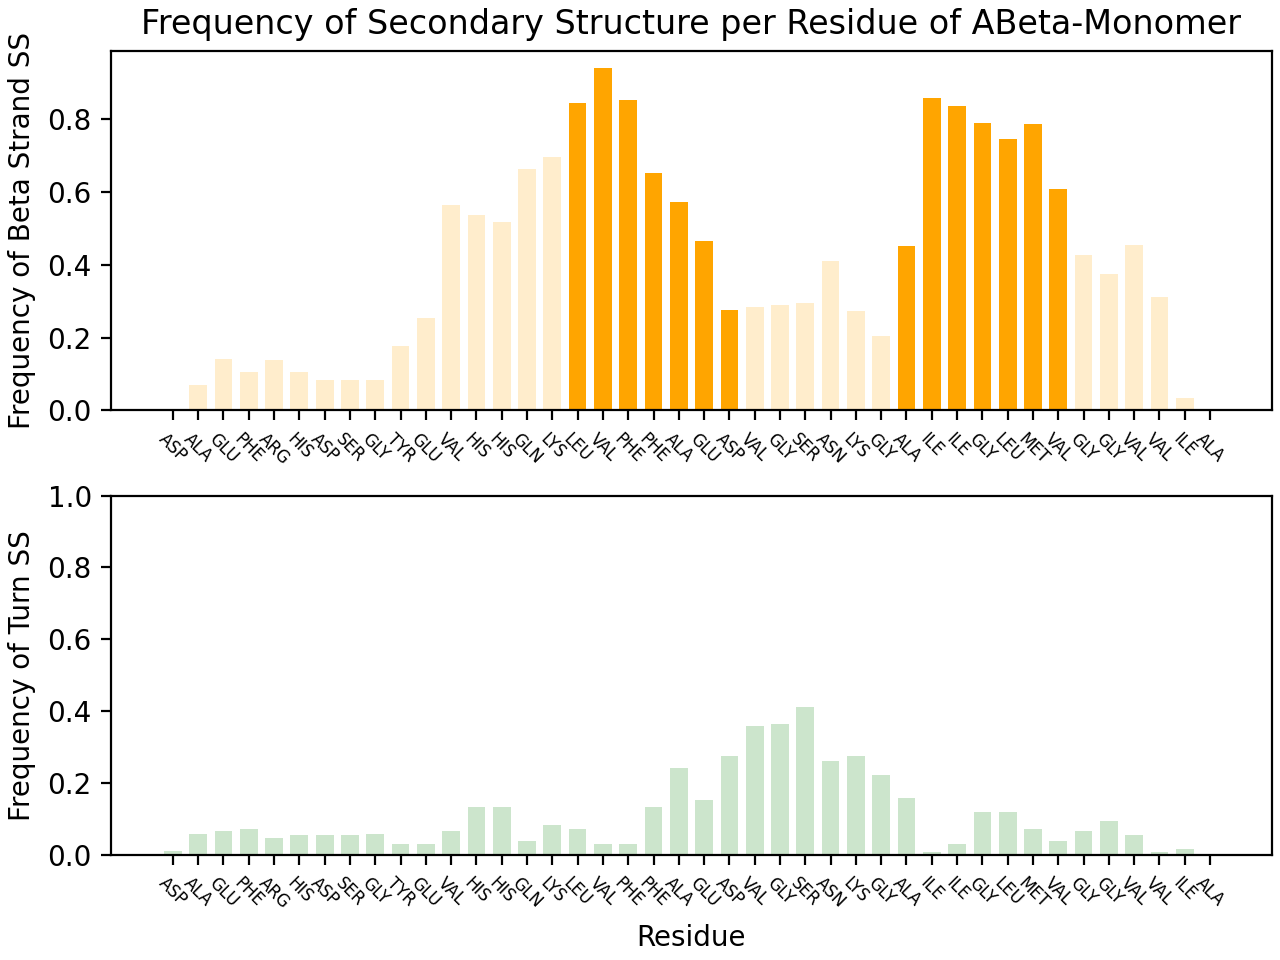 Frequency of Secondary Structure per Residue of ABeta-Monomer
Frequency of Beta Strand SS
0.8
0.6
0.4
0.2
0.0
ASP ALA GLU PHE ARG HIS ASP SER GLY TYR GLU VAL HIS HIS GLN LYS LEU VAL PHE PHE ALA GLU ASP VAL GLY SER ASN LYS GLY ALA ILE ILE GLY LEU MET VAL GLY GLY VAL VAL ILE ALA
Frequency of Turn SS
1.0
0.8
0.6
0.4
0.2
0.0
ASP ALA GLU PHE ARG HIS ASP SER GLY TYR GLU VAL HIS HIS GLN LYS LEU VAL PHE PHE ALA GLU ASP VAL GLY SER ASN LYS GLY ALA ILE ILE GLY LEU MET VAL GLY GLY VAL VAL ILE ALA
Residue